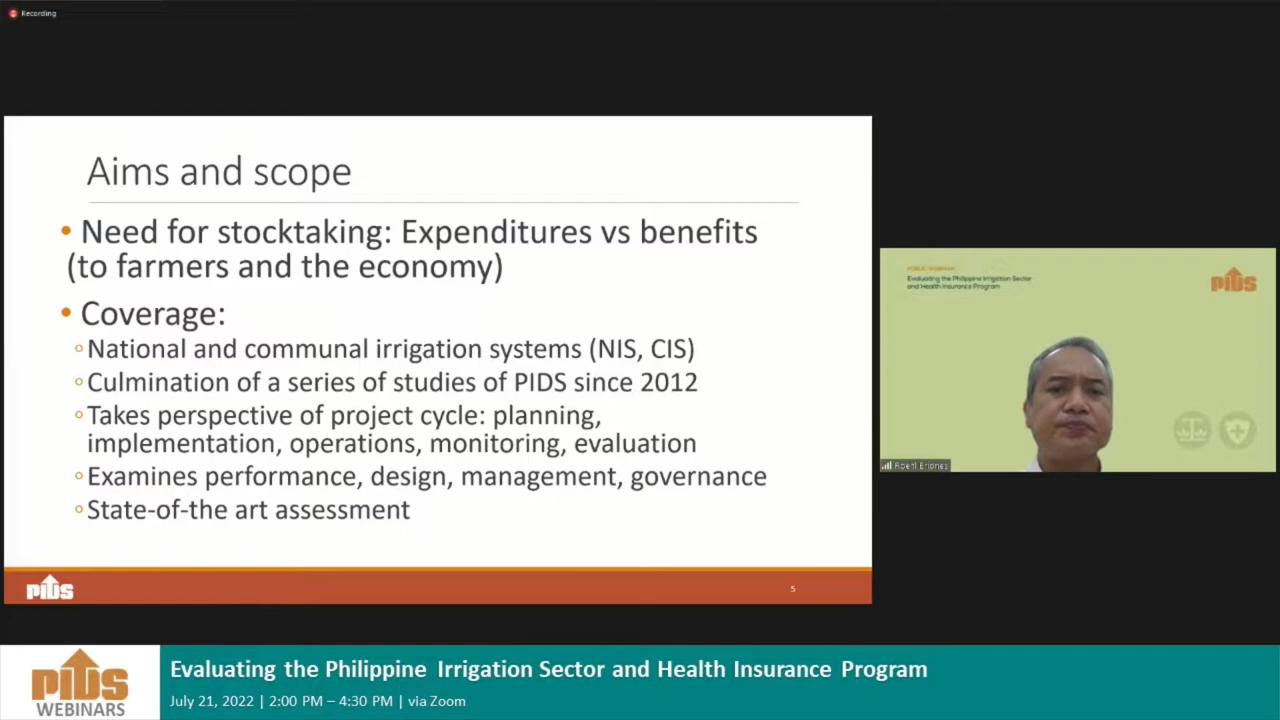 Recording
Aims and scope
• Need for stocktaking: Expenditures vs benefits
(to farmers and the economy)
• Coverage:
◦National and communal irrigation systems (NIS, CIS)
◦Culmination of a series of studies of PIDS since 2012
◦Takes perspective of project cycle: planning,
implementation, operations, monitoring, evaluation
◦Examines performance, design, management, governance
◦State-of-the art assessment
PIDS
5
PUBLIC WEBINAR
Evaluating the Philippine Irrigation Sector
and Health Insurance Program
PIDS
Roehl Briones
PIDS
WEBINARS
Evaluating the Philippine Irrigation Sector and Health Insurance Program
July 21, 2022 | 2:00 PM – 4:30 PM | via Zoom